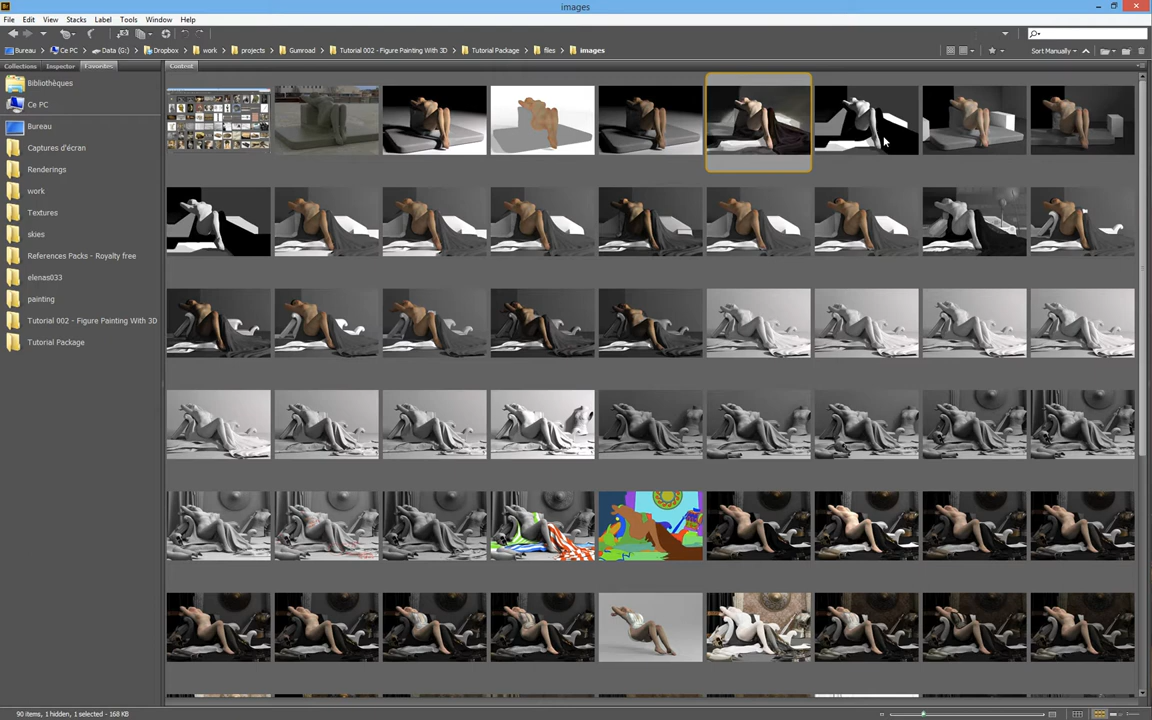 Br
images
File Edit View Stacks Label Tools Window Help
Bureau Ce PC Data (G:) Dropbox work projects Gumroad Tutorial 002 - Figure Painting With 3D Tutorial Package files images Sort Manually
Collections Inspector Favorites Content
Bibliothèques
Ce PC
Bureau
Captures d'écran
Renderings
work
Textures
skies
References Packs - Royalty free
elenas033
painting
Tutorial 002 - Figure Painting With 3D
Tutorial Package
90 items, 1 hidden, 1 selected - 168 KB